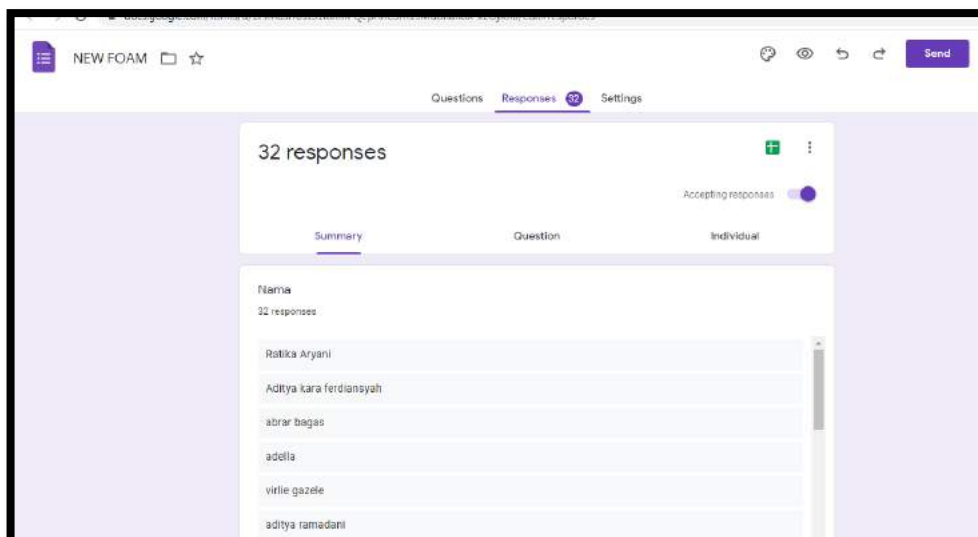 NEW FOAM
Send
Questions Responses 32 Settings
32 responses
Accepting responses
Summary Question Individual
Nama
32 responses
Ratika Aryani
Aditya kara ferdiansyah
abrar bagas
adella
virlie gazele
aditya ramadani